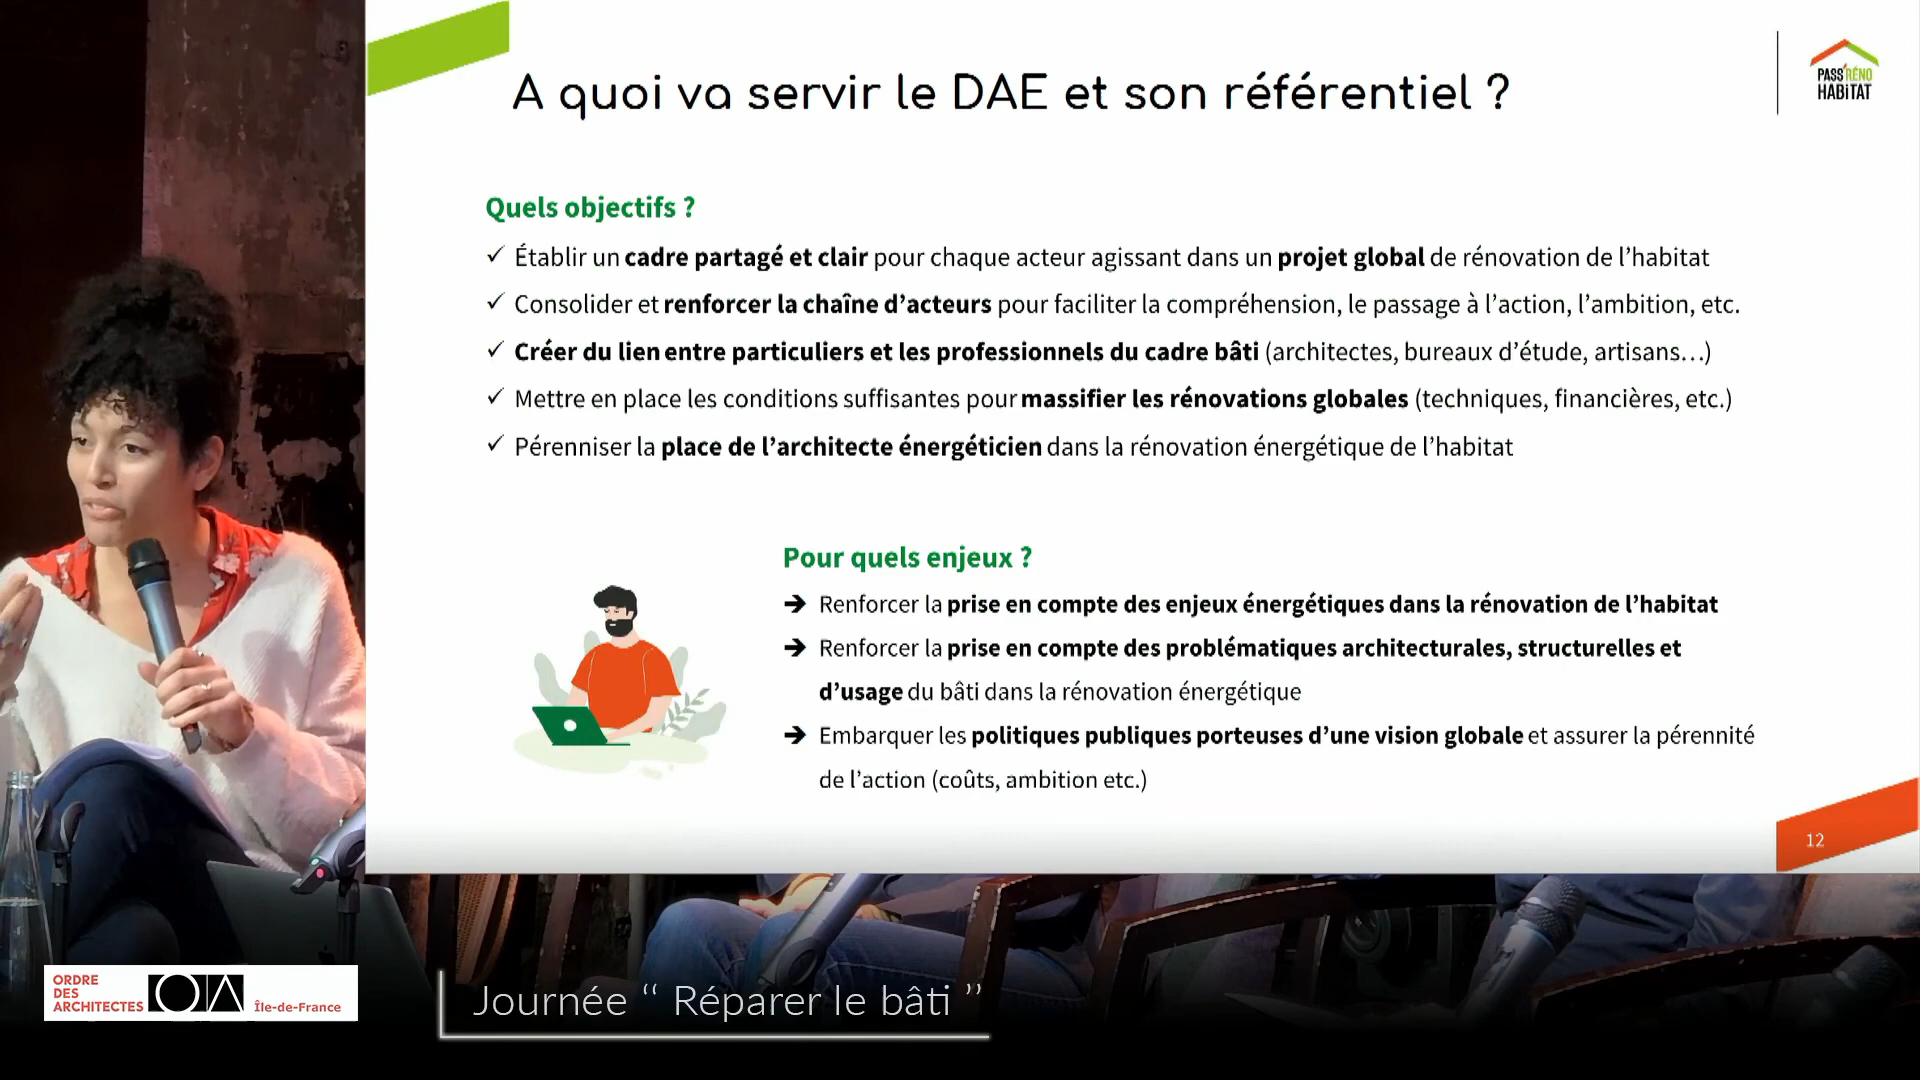 A quoi va servir le DAE et son référentiel ?
PASS'RÉNO
HABiTAT
Quels objectifs ?
✓ Établir un cadre partagé et clair pour chaque acteur agissant dans un projet global de rénovation de l'habitat
✓ Consolider et renforcer la chaîne d'acteurs pour faciliter la compréhension, le passage à l'action, l'ambition, etc.
✓ Créer du lien entre particuliers et les professionnels du cadre bâti (architectes, bureaux d'étude, artisans…)
✓ Mettre en place les conditions suffisantes pour massifier les rénovations globales (techniques, financières, etc.)
✓ Pérenniser la place de l'architecte énergéticien dans la rénovation énergétique de l'habitat
Pour quels enjeux ?
➔ Renforcer la prise en compte des enjeux énergétiques dans la rénovation de l'habitat
➔ Renforcer la prise en compte des problématiques architecturales, structurelles et
d'usage du bâti dans la rénovation énergétique
➔ Embarquer les politiques publiques porteuses d'une vision globale et assurer la pérennité
de l'action (coûts, ambition etc.)
12
ORDRE
DES
ARCHITECTES
OA
Île-de-France
Journée “ Réparer le bâti ”